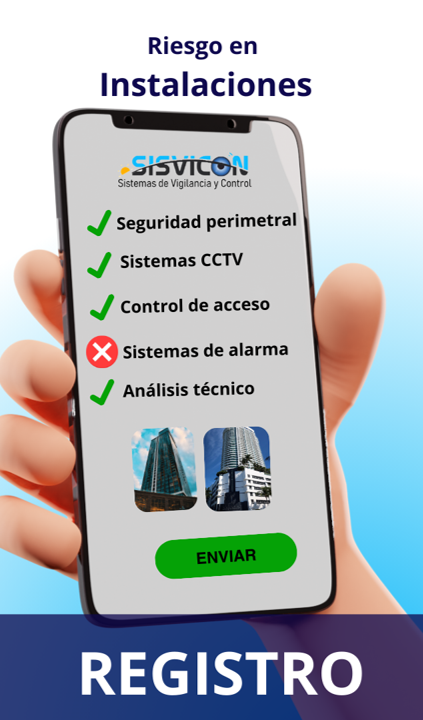 Riesgo en
Instalaciones
SISVICON
Sistemas de Vigilancia y Control
Seguridad perimetral
Sistemas CCTV
Control de acceso
Sistemas de alarma
Análisis técnico
ENVIAR
REGISTRO